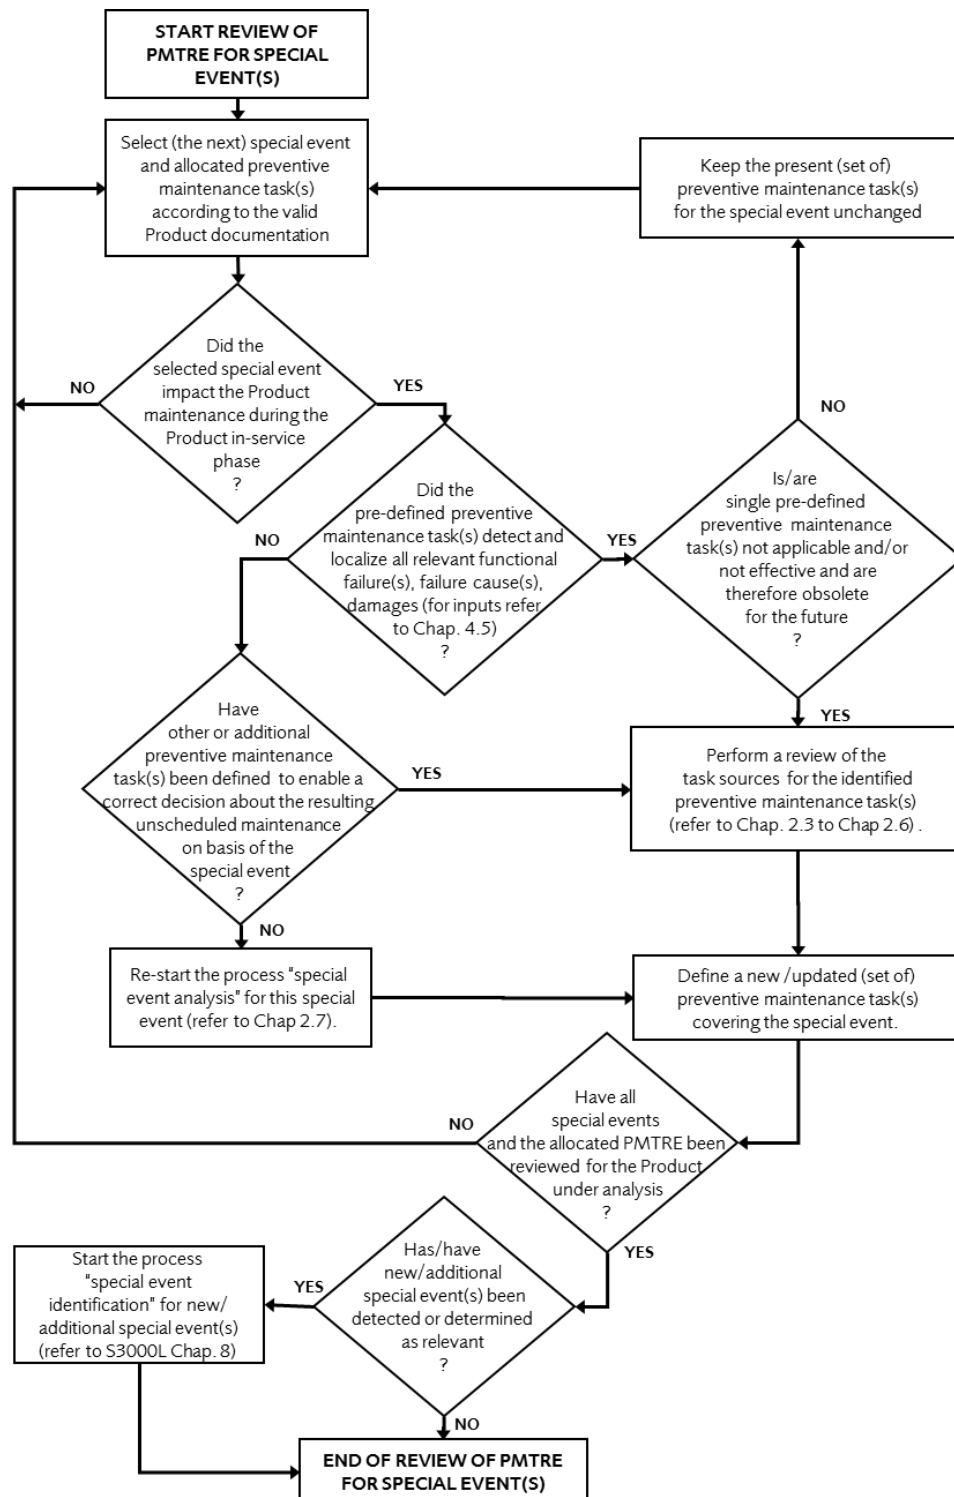 START REVIEW OF
PMTRE FOR SPECIAL
EVENT(S)
Select (the next) special event
and allocated preventive
maintenance task(s)
according to the valid
Product documentation
Keep the present (set of)
preventive maintenance task(s)
for the special event unchanged
Did the
selected special event
impact the Product
maintenance during the
Product in-service
phase
?
NO
YES
NO
Did the
pre-defined preventive
maintenance task(s) detect and
localize all relevant functional
failure(s), failure cause(s),
damages (for inputs refer
to Chap. 4.5)
?
NO
YES
Is/are
single pre-defined
preventive maintenance
task(s) not applicable and/or
not effective and are
therefore obsolete
for the future
?
YES
Have
other or additional
preventive maintenance
task(s) been defined to enable a
correct decision about the resulting
unscheduled maintenance
on basis of the
special event
?
YES
NO
Perform a review of the
task sources for the identified
preventive maintenance task(s)
(refer to Chap. 2.3 to Chap 2.6) .
Re-start the process "special
event analysis" for this special
event (refer to Chap 2.7).
Define a new /updated (set of)
preventive maintenance task(s)
covering the special event.
NO
Have all
special events
and the allocated PMTRE been
reviewed for the Product
under analysis
?
YES
Start the process
"special event
identification" for new/
additional special event(s)
(refer to S3000L Chap. 8)
YES
Has/have
new/additional
special event(s) been
detected or determined
as relevant
?
NO
END OF REVIEW OF PMTRE
FOR SPECIAL EVENT(S)